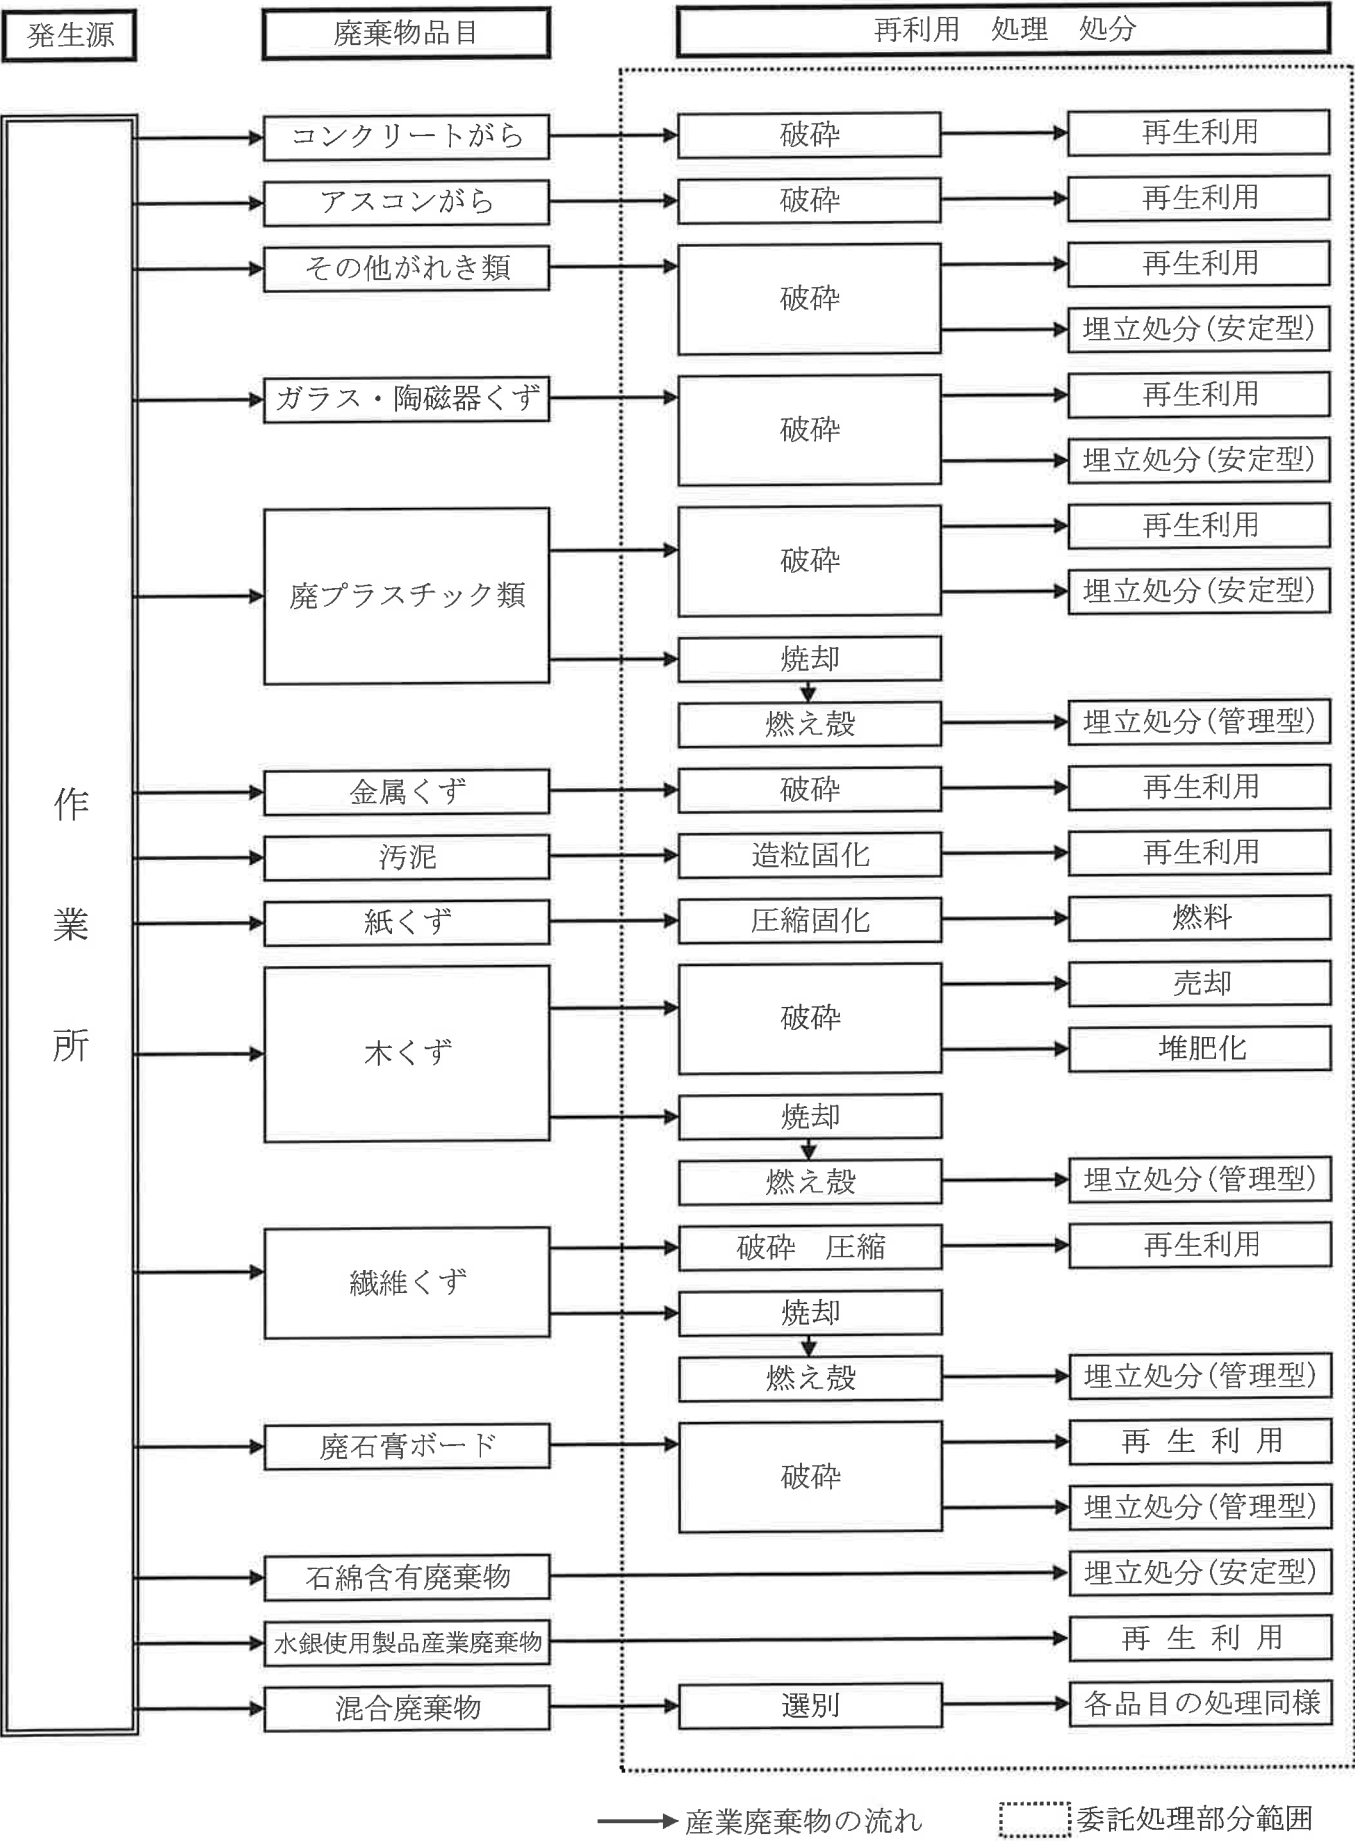 発生源
廃棄物品目
再利用　処理　処分
作業所
コンクリートがら
破砕
再生利用
アスコンがら
破砕
再生利用
その他がれき類
破砕
再生利用
埋立処分(安定型)
ガラス・陶磁器くず
破砕
再生利用
埋立処分(安定型)
廃プラスチック類
破砕
再生利用
埋立処分(安定型)
焼却
燃え殻
埋立処分(管理型)
金属くず
破砕
再生利用
汚泥
造粒固化
再生利用
紙くず
圧縮固化
燃料
木くず
破砕
売却
堆肥化
焼却
燃え殻
埋立処分(管理型)
繊維くず
破砕　圧縮
再生利用
焼却
燃え殻
埋立処分(管理型)
廃石膏ボード
破砕
再 生 利 用
埋立処分(管理型)
石綿含有廃棄物
埋立処分(安定型)
水銀使用製品産業廃棄物
再 生 利 用
混合廃棄物
選別
各品目の処理同様
産業廃棄物の流れ
委託処理部分範囲